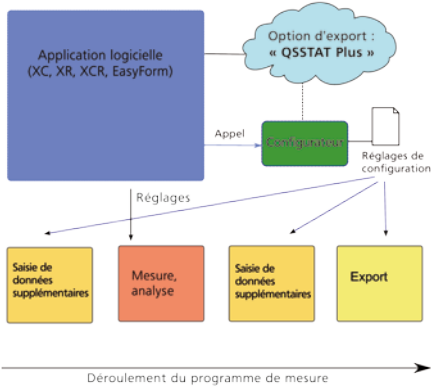 Application logicielle
(XC, XR, XCR, EasyForm)
Option d'export :
« QSSTAT Plus »
Appel
Configurateur
Réglages de
configuration
Réglages
Saisie de
données
supplémentaires
Mesure,
analyse
Saisie de
données
supplémentaires
Export
Déroulement du programme de mesure